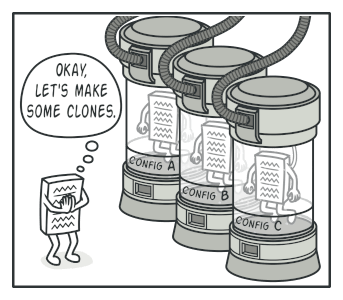 OKAY,
LET'S MAKE
SOME CLONES.
CONFIG A
CONFIG B
CONFIG C